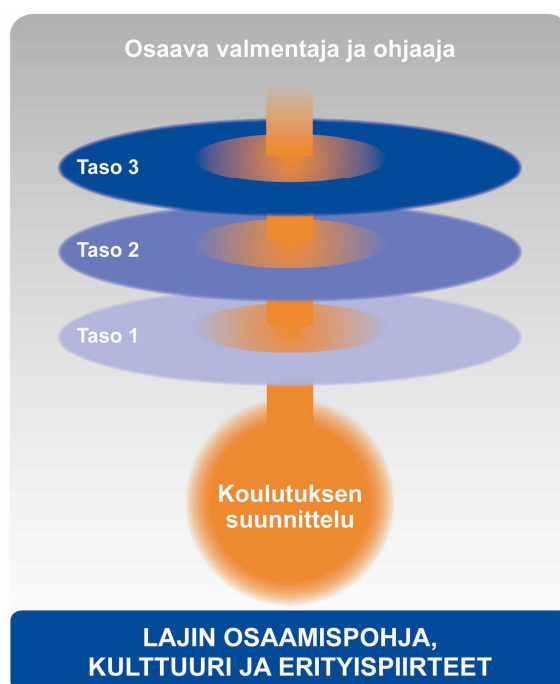 Osaava valmentaja ja ohjaaja
Taso 3
Taso 2
Taso 1
Koulutuksen
suunnittelu
LAJIN OSAAMISPOHJA,
KULTTUURI JA ERITYISPIIRTEET